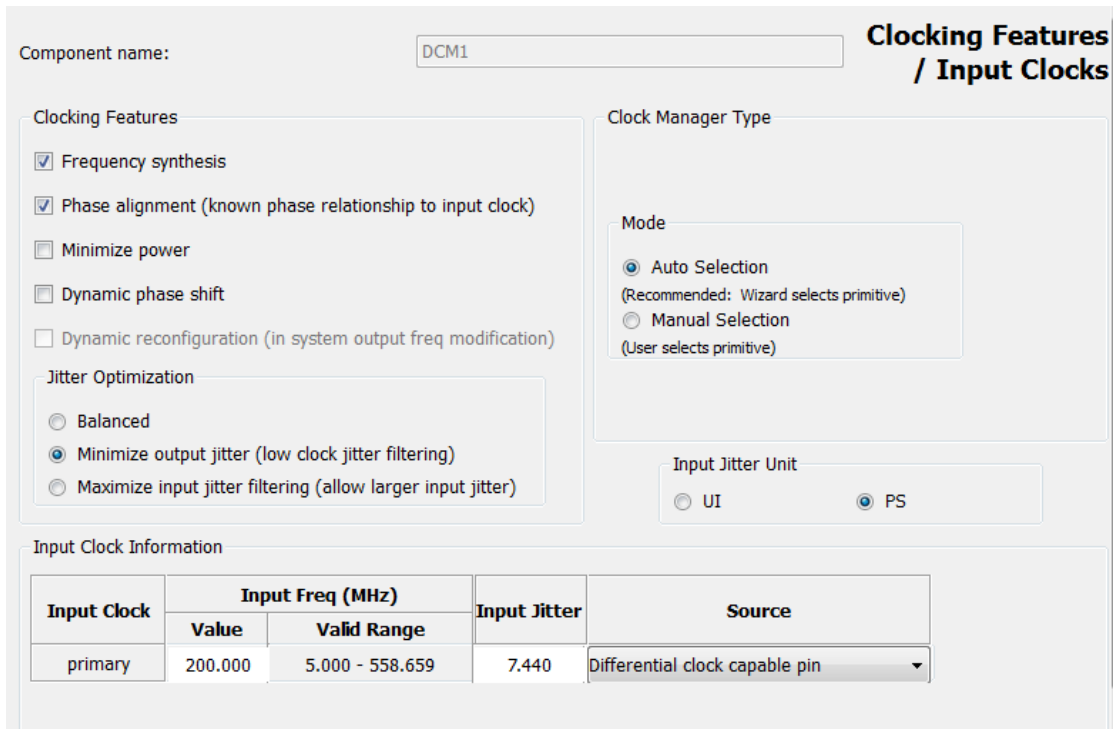 Component name:
DCM1
Clocking Features
/ Input Clocks
Clocking Features
Frequency synthesis
Phase alignment (known phase relationship to input clock)
Minimize power
Dynamic phase shift
Dynamic reconfiguration (in system output freq modification)
Jitter Optimization
Balanced
Minimize output jitter (low clock jitter filtering)
Maximize input jitter filtering (allow larger input jitter)
Clock Manager Type
Mode
Auto Selection
(Recommended: Wizard selects primitive)
Manual Selection
(User selects primitive)
Input Jitter Unit
UI
PS
Input Clock Information
Input Clock
Input Freq (MHz)
Value
Valid Range
Input Jitter
Source
primary
200.000
5.000 - 558.659
7.440
Differential clock capable pin